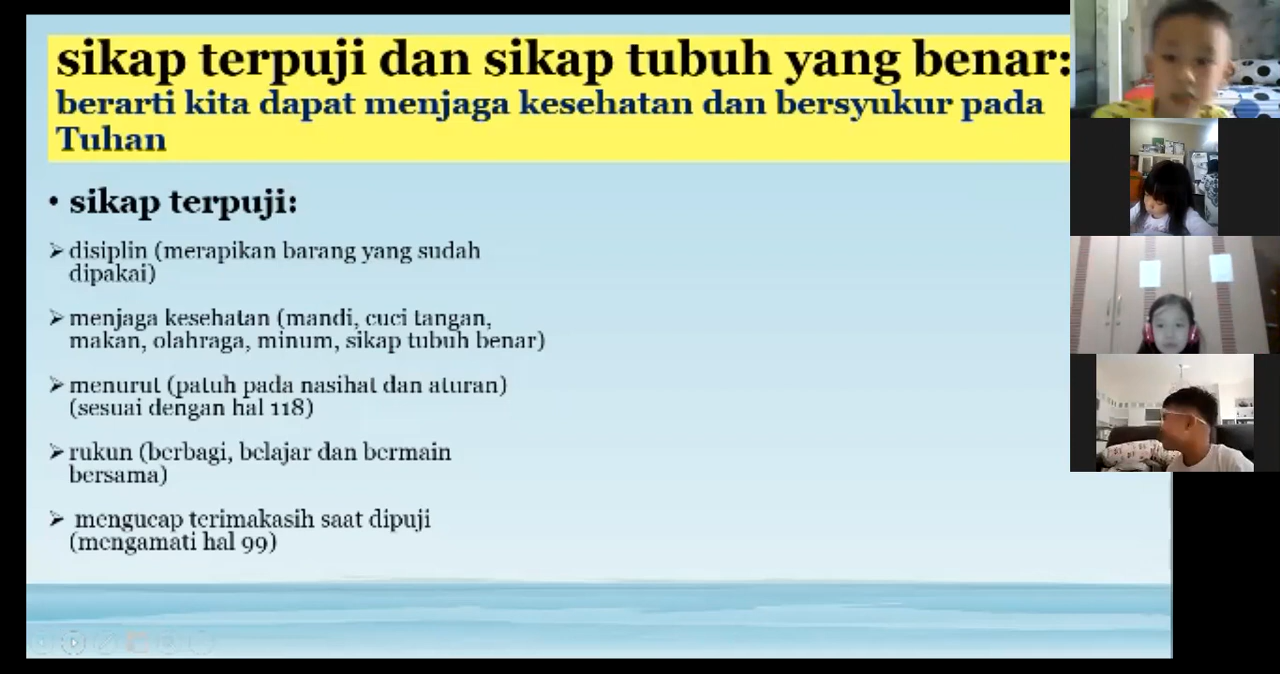 sikap terpuji dan sikap tubuh yang benar:
berarti kita dapat menjaga kesehatan dan bersyukur pada
Tuhan
• sikap terpuji:
➢ disiplin (merapikan barang yang sudah
dipakai)
➢ menjaga kesehatan (mandi, cuci tangan,
makan, olahraga, minum, sikap tubuh benar)
➢ menurut (patuh pada nasihat dan aturan)
(sesuai dengan hal 118)
➢ rukun (berbagi, belajar dan bermain
bersama)
➢ mengucap terimakasih saat dipuji
(mengamati hal 99)